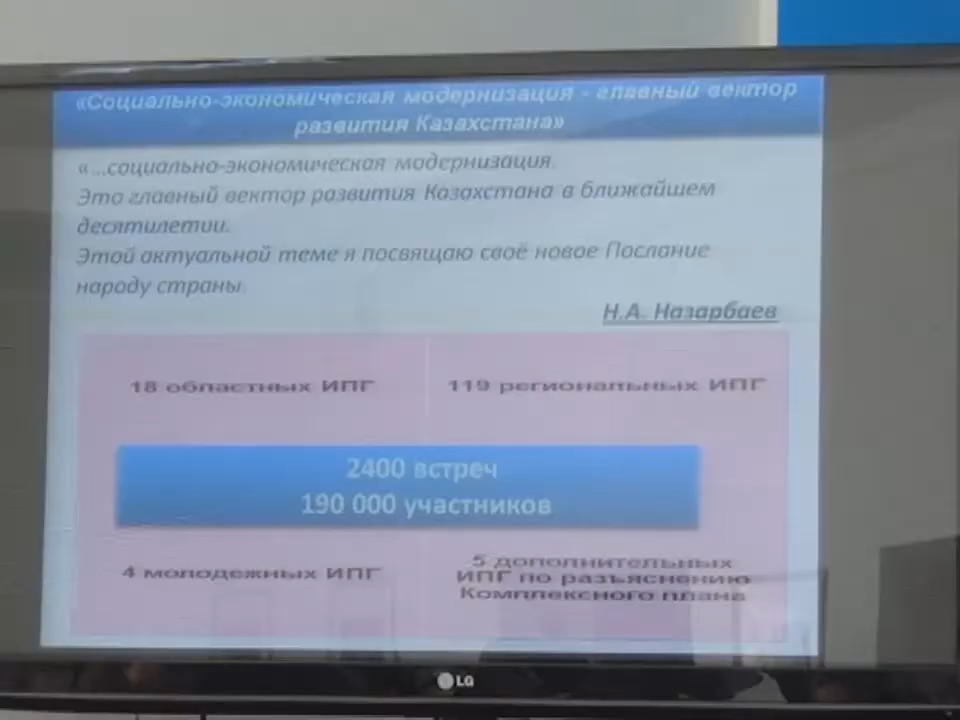 «Социально-экономическая модернизация - главный вектор
развития Казахстана»
«...социально-экономическая модернизация.
Это главный вектор развития Казахстана в ближайшем
десятилетии.
Этой актуальной теме я посвящаю своё новое Послание
народу страны.
Н.А. Назарбаев
18 областных ИПГ
119 региональных ИПГ
2400 встреч
190 000 участников
4 молодежных ИПГ
5 дополнительных
ИПГ по разъяснению
Комплексного плана
LG